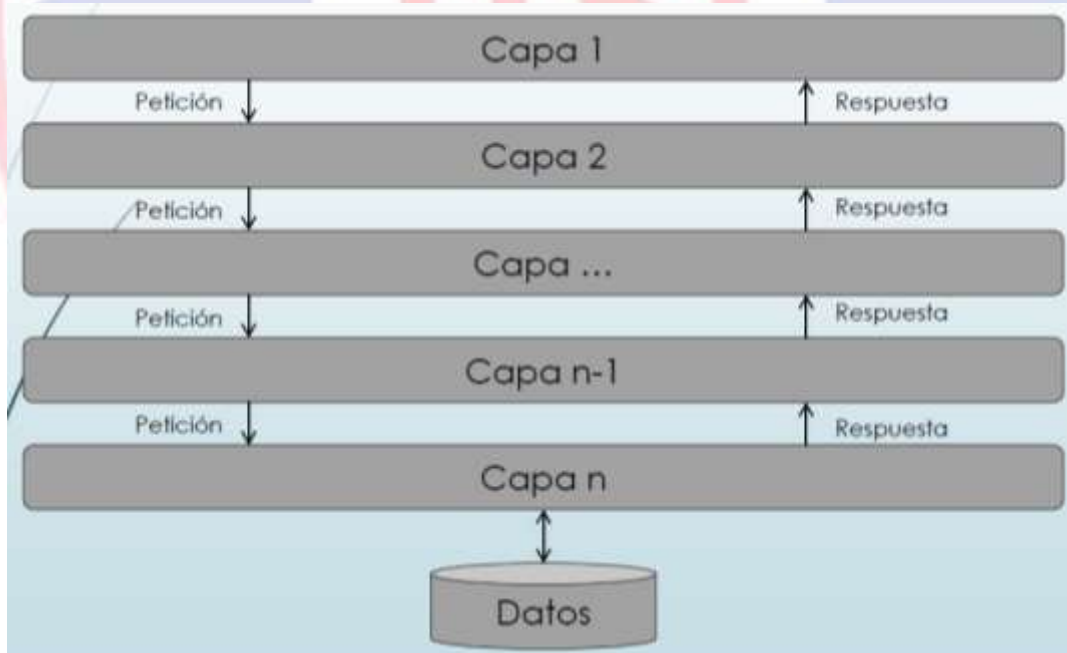 Capa 1
Petición
Respuesta
Capa 2
Petición
Respuesta
Capa ...
Petición
Respuesta
Capa n-1
Petición
Respuesta
Capa n
Datos